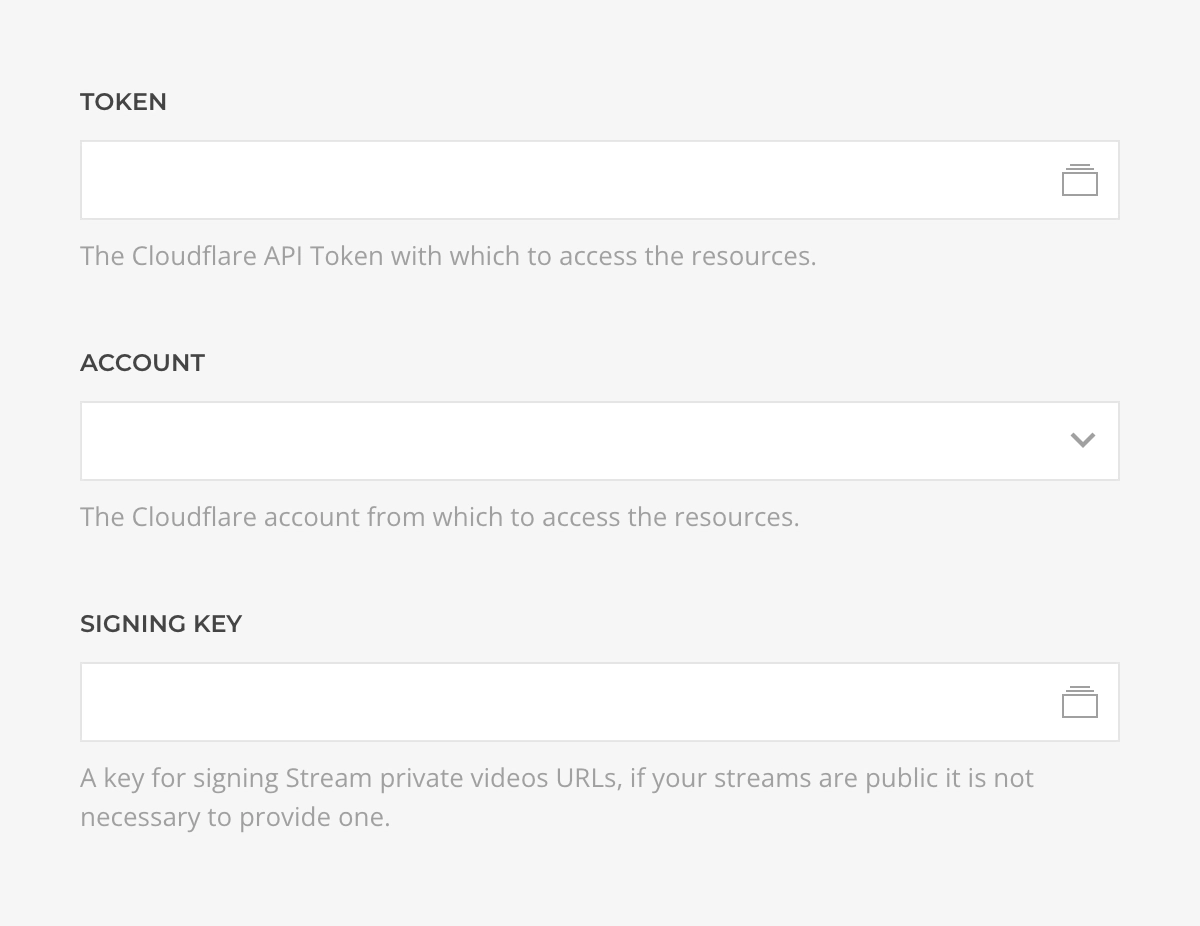 TOKEN
The Cloudflare API Token with which to access the resources.
ACCOUNT
The Cloudflare account from which to access the resources.
SIGNING KEY
A key for signing Stream private videos URLs, if your streams are public it is not
necessary to provide one.